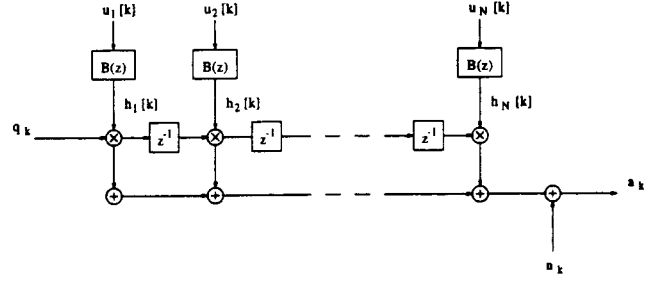 u₁[k] u₂[k] u_N[k]
B(z) B(z) B(z)
h₁[k] h₂[k] h_N[k]
q_k z⁻¹ z⁻¹ z⁻¹
a_k
n_k